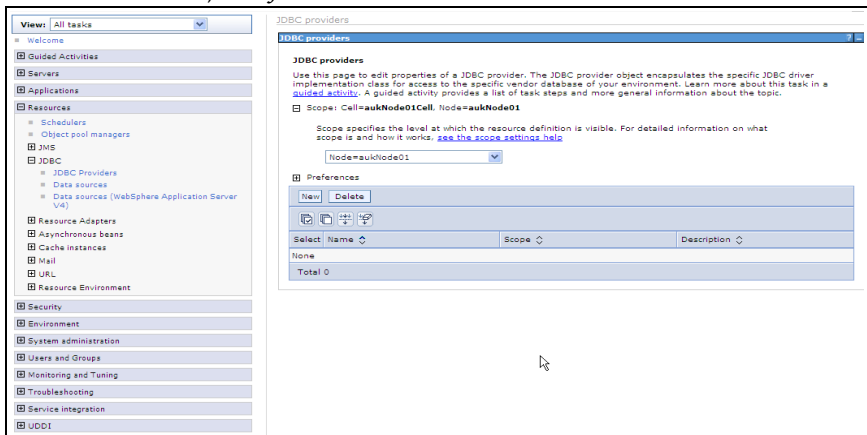 View: All tasks
Welcome
Guided Activities
Servers
Applications
Resources
Schedulers
Object pool managers
JMS
JDBC
JDBC Providers
Data sources
Data sources (WebSphere Application Server
V4)
Resource Adapters
Asynchronous beans
Cache instances
Mail
URL
Resource Environment
Security
Environment
System administration
Users and Groups
Monitoring and Tuning
Troubleshooting
Service integration
UDDI
JDBC providers
JDBC providers ? –
JDBC providers
Use this page to edit properties of a JDBC provider. The JDBC provider object encapsulates the specific JDBC driver
implementation class for access to the specific vendor database of your environment. Learn more about this task in a
guided activity. A guided activity provides a list of task steps and more general information about the topic.
Scope: Cell=aukNode01Cell, Node=aukNode01
Scope specifies the level at which the resource definition is visible. For detailed information on what
scope is and how it works, see the scope settings help
Node=aukNode01
Preferences
New Delete
Select Name Scope Description
None
Total 0